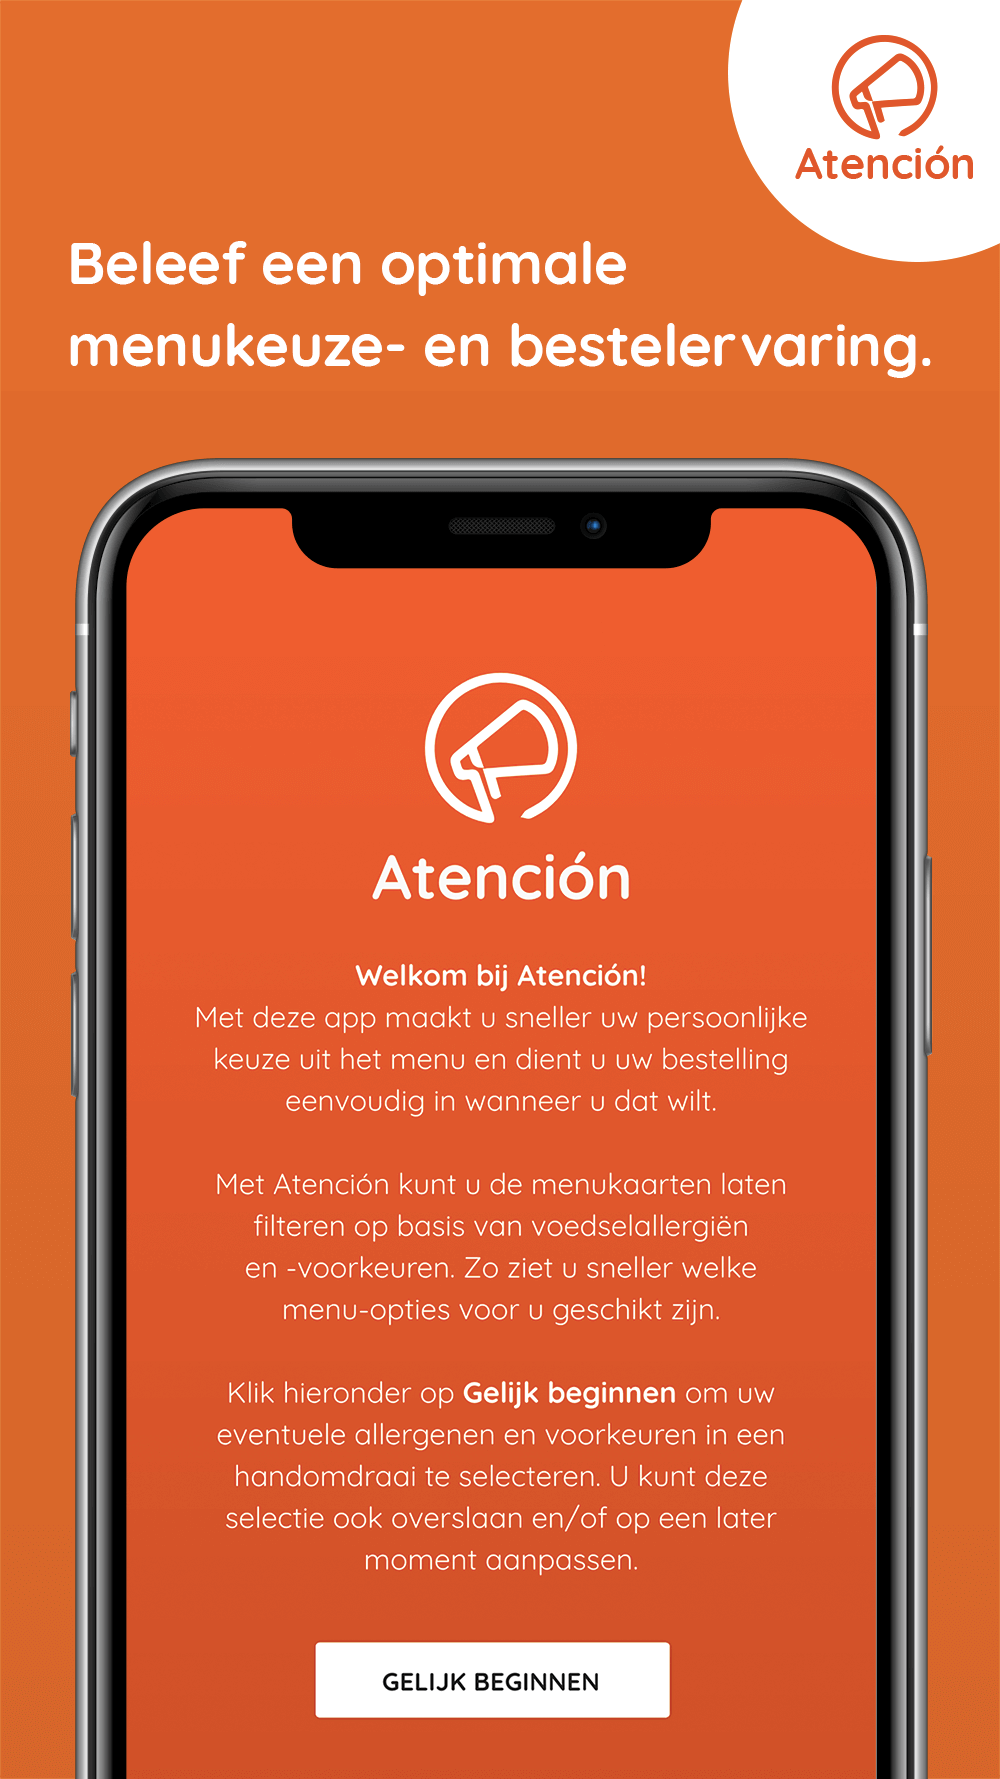 Atención
Beleef een optimale
menukeuze- en bestelervaring.
Atención
Welkom bij Atención!
Met deze app maakt u sneller uw persoonlijke
keuze uit het menu en dient u uw bestelling
eenvoudig in wanneer u dat wilt.
Met Atención kunt u de menukaarten laten
filteren op basis van voedselallergiën
en -voorkeuren. Zo ziet u sneller welke
menu-opties voor u geschikt zijn.
Klik hieronder op Gelijk beginnen om uw
eventuele allergenen en voorkeuren in een
handomdraai te selecteren. U kunt deze
selectie ook overslaan en/of op een later
moment aanpassen.
GELIJK BEGINNEN